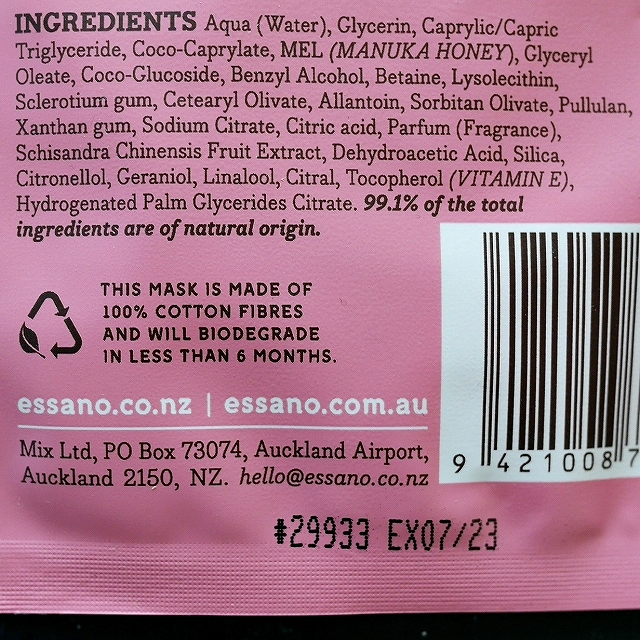 INGREDIENTS Aqua (Water), Glycerin, Caprylic/Capric
Triglyceride, Coco-Caprylate, MEL (MANUKA HONEY), Glyceryl
Oleate, Coco-Glucoside, Benzyl Alcohol, Betaine, Lysolecithin,
Sclerotium gum, Cetearyl Olivate, Allantoin, Sorbitan Olivate, Pullulan,
Xanthan gum, Sodium Citrate, Citric acid, Parfum (Fragrance),
Schisandra Chinensis Fruit Extract, Dehydroacetic Acid, Silica,
Citronellol, Geraniol, Linalool, Citral, Tocopherol (VITAMIN E),
Hydrogenated Palm Glycerides Citrate. 99.1% of the total
ingredients are of natural origin.
THIS MASK IS MADE OF
100% COTTON FIBRES
AND WILL BIODEGRADE
IN LESS THAN 6 MONTHS.
essano.co.nz | essano.com.au
Mix Ltd, PO Box 73074, Auckland Airport,
Auckland 2150, NZ. hello@essano.co.nz
9 421008 7
#29933 EX07/23